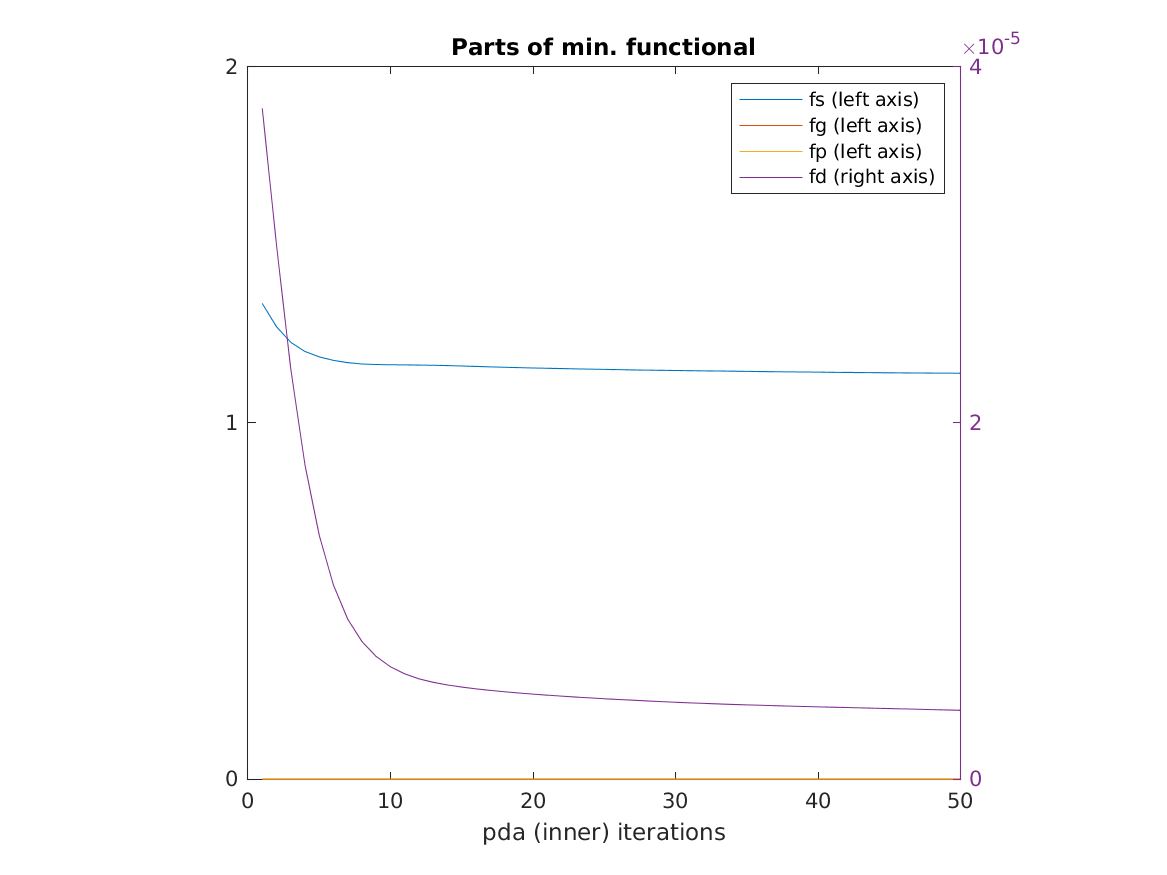 Parts of min. functional
×10-5
2
4
fs (left axis)
fg (left axis)
fp (left axis)
fd (right axis)
1
2
0
0
0 10 20 30 40 50
pda (inner) iterations